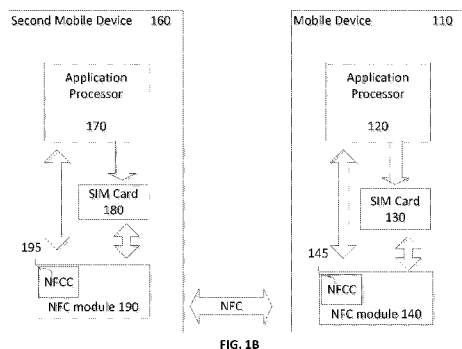 Second Mobile Device 160
Application
Processor
170
SIM Card
180
195
NFCC
NFC module 190
NFC
Mobile Device 110
Application
Processor
120
SIM Card
130
145
NFCC
NFC module 140
FIG. 1B